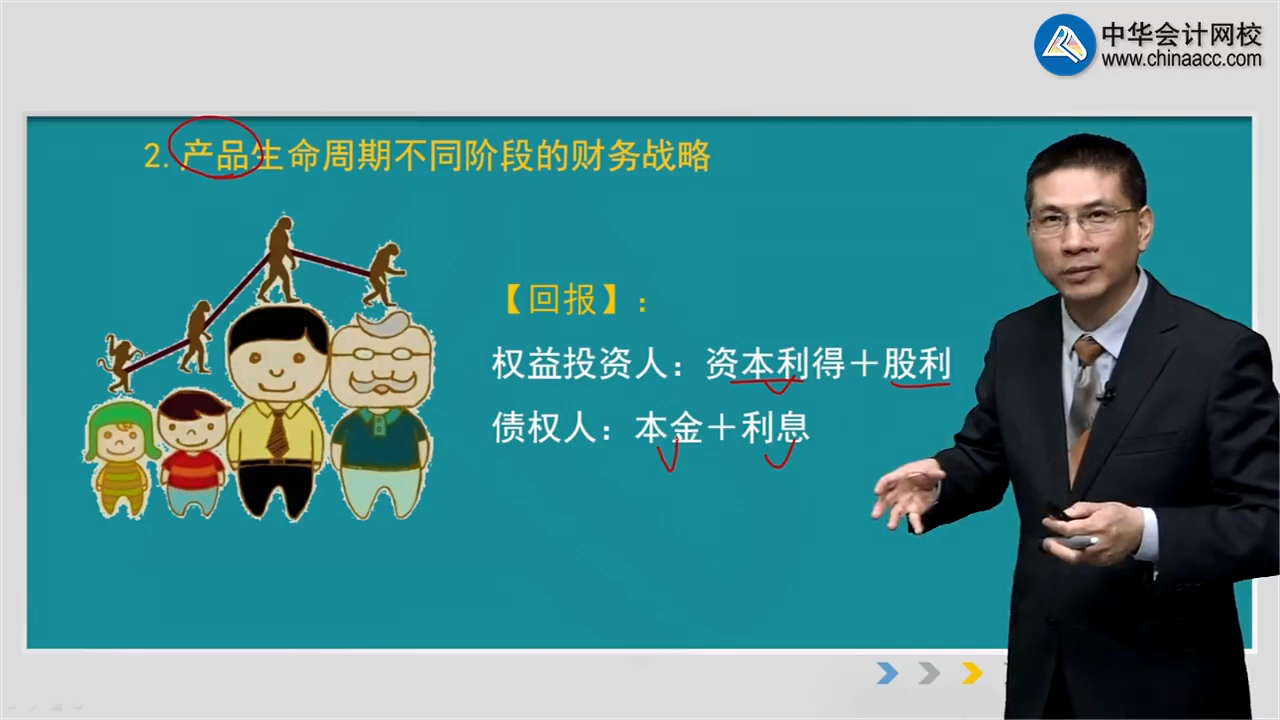 中华会计网校
www.chinaacc.com
2.产品生命周期不同阶段的财务战略
【回报】：
权益投资人：资本利得＋股利
债权人：本金＋利息